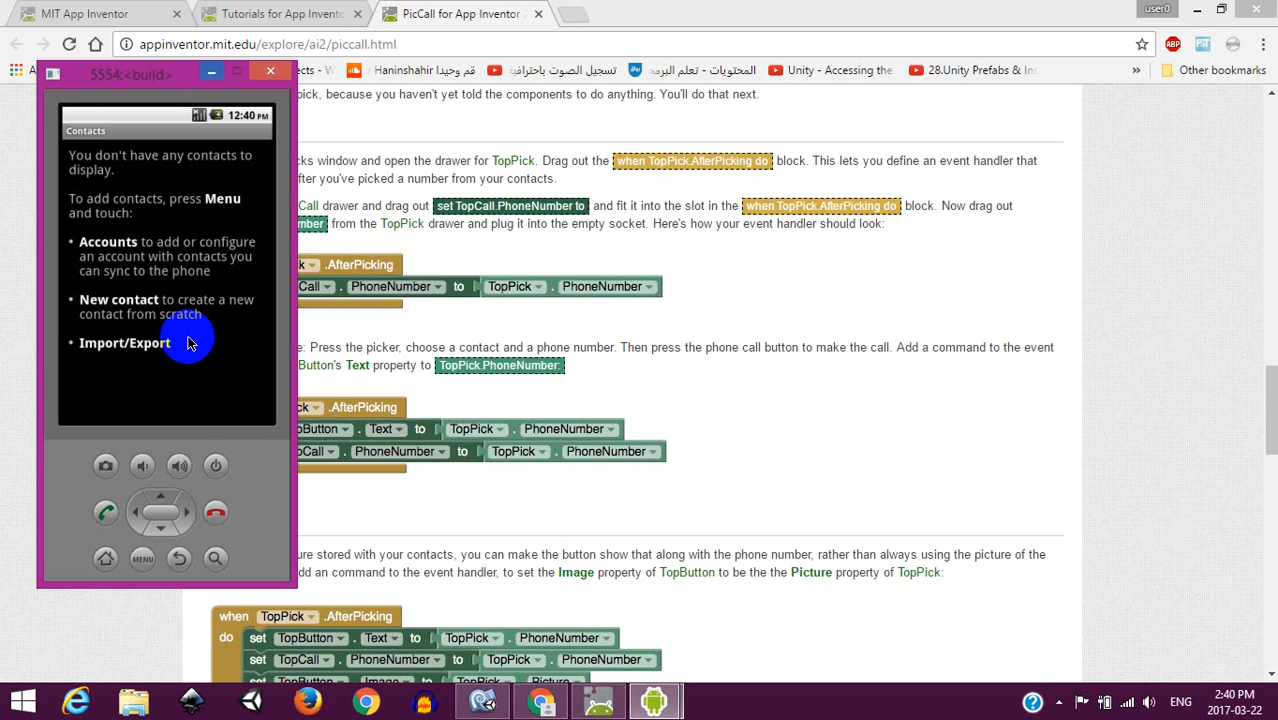 MIT App Inventor
Tutorials for App Invento
PicCall for App Inventor 2
user0
appinventor.mit.edu/explore/ai2/piccall.html
5554:<build>
Haninshahir
قم وحيدا
تسجيل الصوت باحترافية
المحتويات - تعلم البرمج
Unity - Accessing the
28.Unity Prefabs & I
»
Other bookmarks
12:40 PM
Contacts
You don't have any contacts to
display.
To add contacts, press Menu
and touch:
• Accounts to add or configure
an account with contacts you
can sync to the phone
• New contact to create a new
contact from scratch
• Import/Export
MENU
pick, because you haven't yet told the components to do anything. You'll do that next.
cks window and open the drawer for TopPick. Drag out the when TopPick.AfterPicking do block. This lets you define an event handler that
fter you've picked a number from your contacts.
Call drawer and drag out set TopCall.PhoneNumber to and fit it into the slot in the when TopPick.AfterPicking do block. Now drag out
mber from the TopPick drawer and plug it into the empty socket. Here's how your event handler should look:
k .AfterPicking
Call . PhoneNumber to TopPick . PhoneNumber
e: Press the picker, choose a contact and a phone number. Then press the phone call button to make the call. Add a command to the event
Button's Text property to TopPick.PhoneNumber:
ck .AfterPicking
pButton . Text to TopPick . PhoneNumber
pCall . PhoneNumber to TopPick . PhoneNumber
ure stored with your contacts, you can make the button show that along with the phone number, rather than always using the picture of the
dd an command to the event handler, to set the Image property of TopButton to be the the Picture property of TopPick:
when TopPick .AfterPicking
do set TopButton . Text to TopPick . PhoneNumber
set TopCall . PhoneNumber to TopPick . PhoneNumber
set TopButton . Image to TopPick . Picture
ENG
2:40 PM
2017-03-22